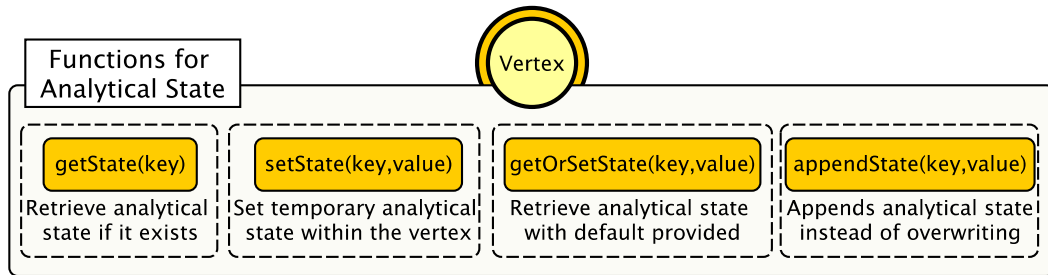 Vertex
Functions for
Analytical State
getState(key)
Retrieve analytical
state if it exists
setState(key,value)
Set temporary analytical
state within the vertex
getOrSetState(key,value)
Retrieve analytical state
with default provided
appendState(key,value)
Appends analytical state
instead of overwriting